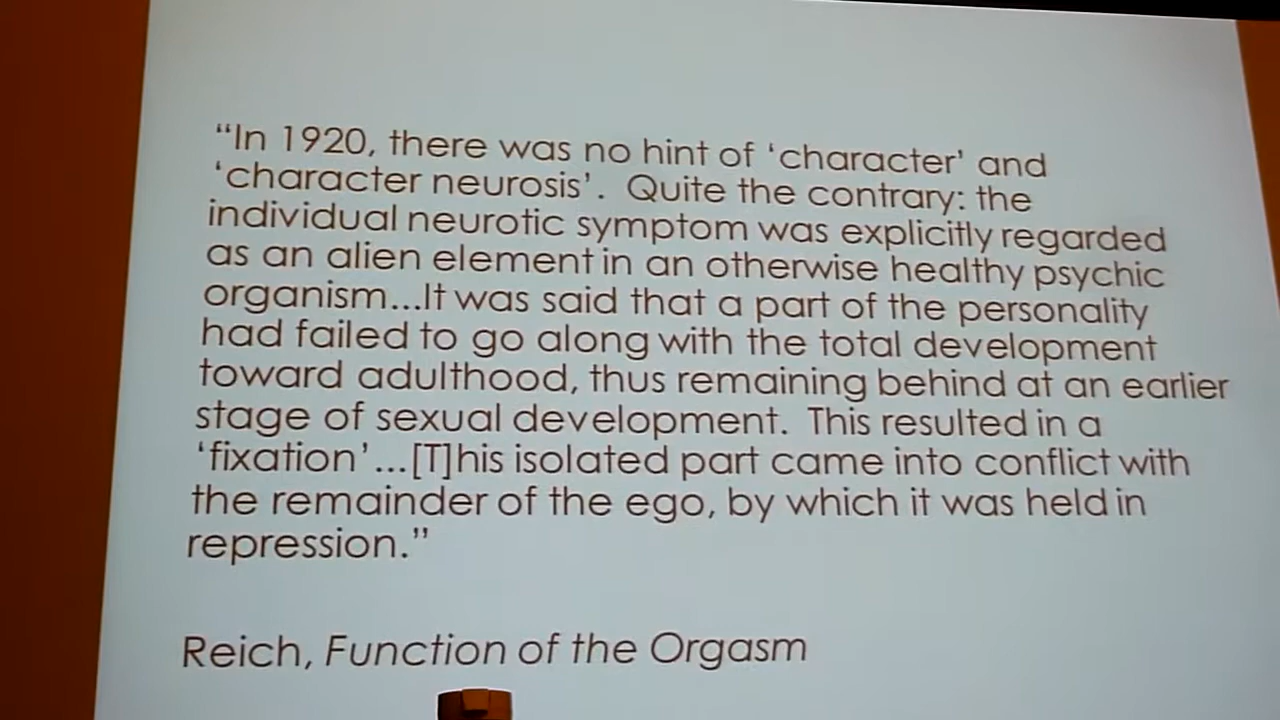 “In 1920, there was no hint of ‘character’ and
‘character neurosis’. Quite the contrary: the
individual neurotic symptom was explicitly regarded
as an alien element in an otherwise healthy psychic
organism...It was said that a part of the personality
had failed to go along with the total development
toward adulthood, thus remaining behind at an earlier
stage of sexual development. This resulted in a
‘fixation’...[T]his isolated part came into conflict with
the remainder of the ego, by which it was held in
repression.”
Reich, Function of the Orgasm